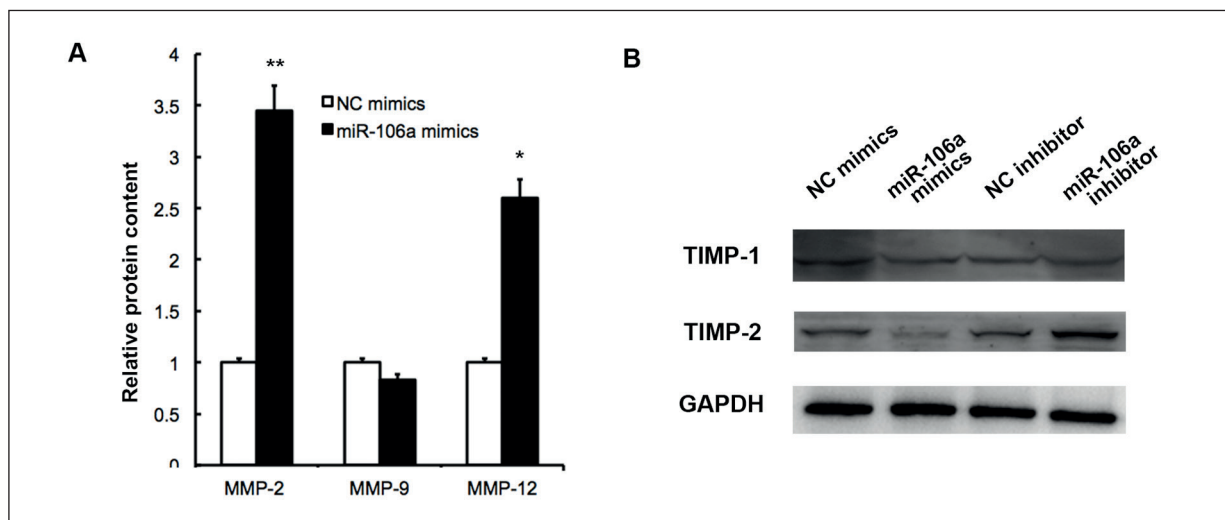 A
Relative protein content
4
3.5
3
2.5
2
1.5
1
0.5
0
**
*
NC mimics
miR-106a mimics
MMP-2 MMP-9 MMP-12
B
NC mimics
miR-106a
mimics
NC inhibitor
miR-106a
inhibitor
TIMP-1
TIMP-2
GAPDH